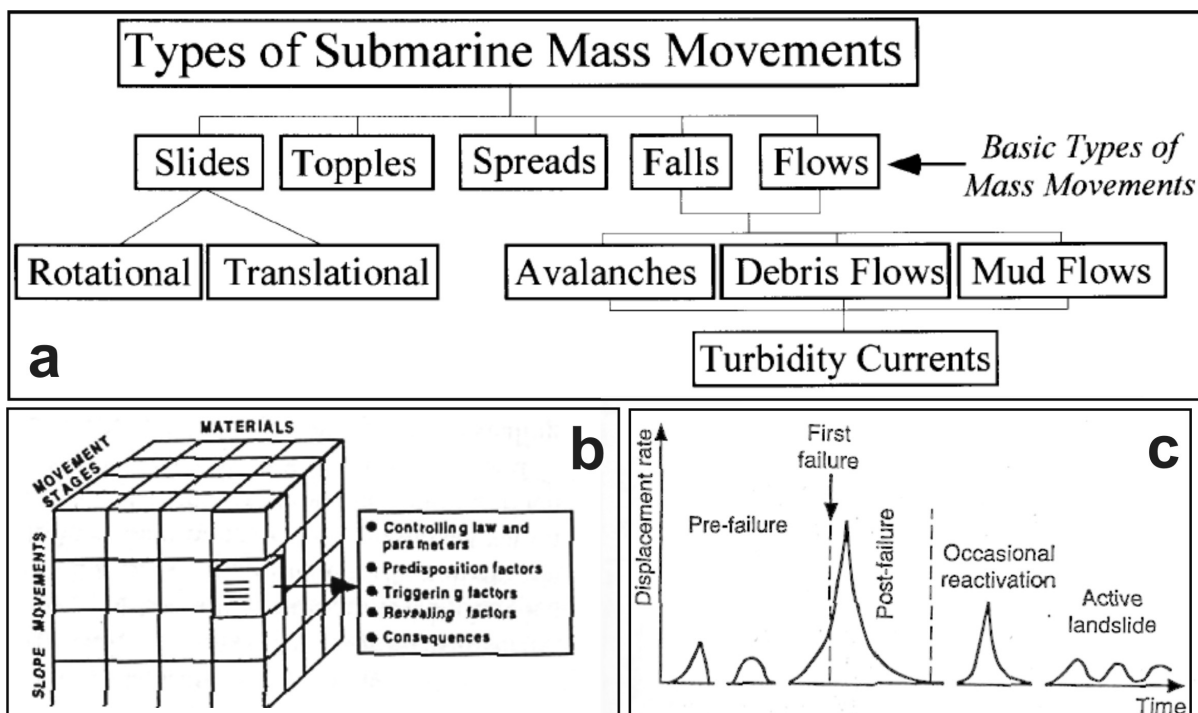 Types of Submarine Mass Movements
Slides
Topples
Spreads
Falls
Flows
Basic Types of
Mass Movements
Rotational
Translational
Avalanches
Debris Flows
Mud Flows
Turbidity Currents
a
b
MATERIALS
MOVEMENT
STAGES
SLOPE MOVEMENTS
● Controlling law and
parameters
● Predisposition factors
● Triggering factors
● Revealing factors
● Consequences
c
Displacement rate
First
failure
Pre-failure
Post-failure
Occasional
reactivation
Active
landslide
Time